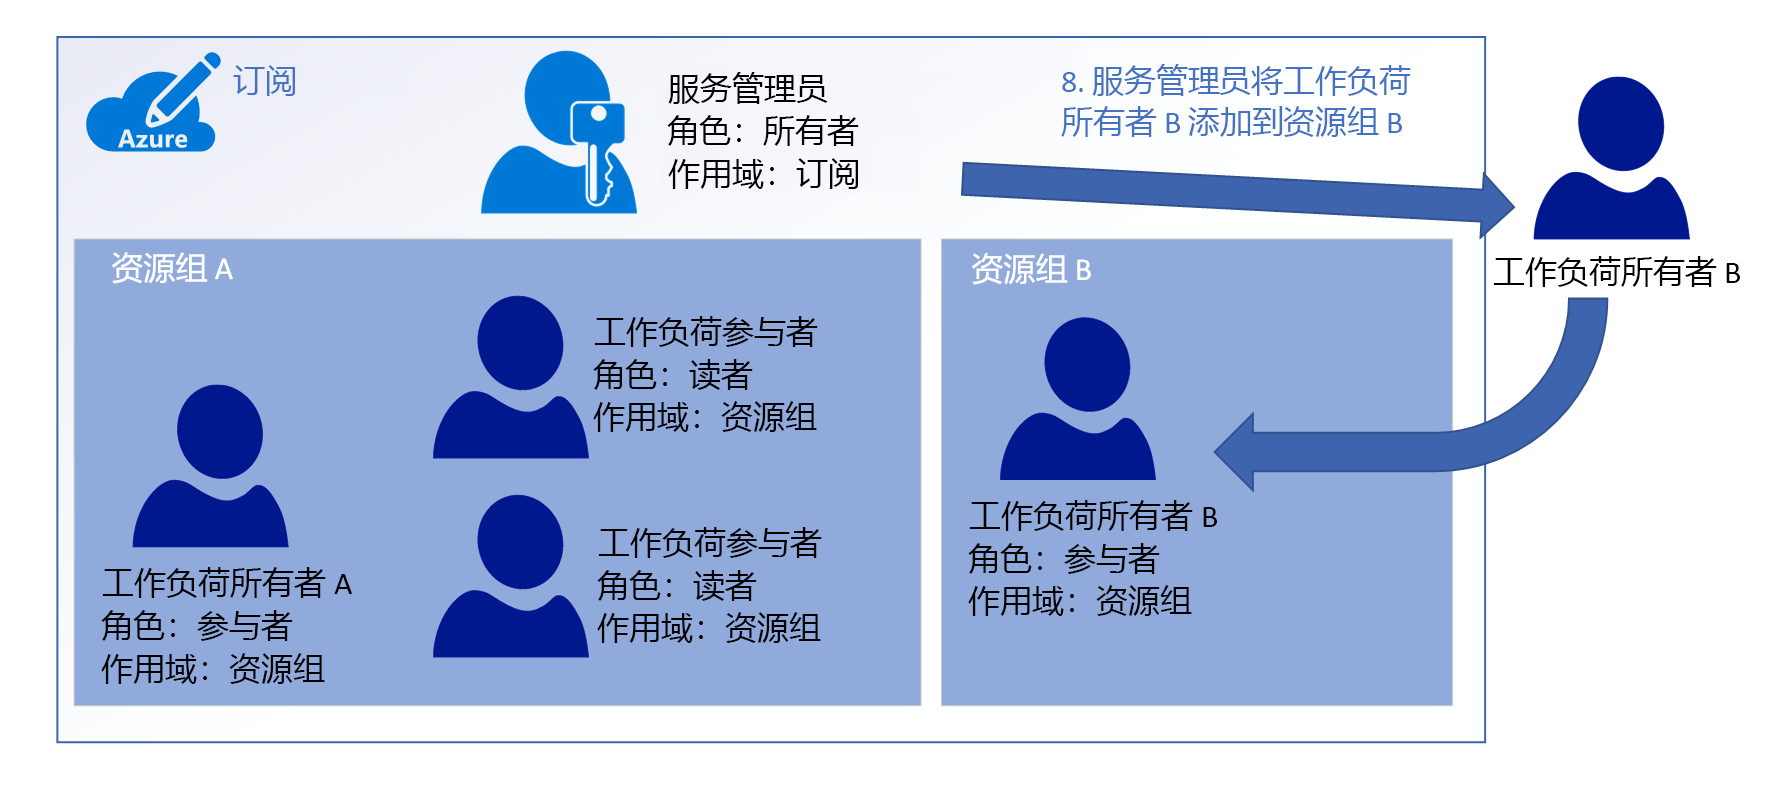 Azure
订阅
服务管理员
角色：所有者
作用域：订阅
8. 服务管理员将工作负荷
所有者 B 添加到资源组 B
工作负荷所有者 B
资源组 A
工作负荷参与者
角色：读者
作用域：资源组
工作负荷参与者
角色：读者
作用域：资源组
工作负荷所有者 A
角色：参与者
作用域：资源组
资源组 B
工作负荷所有者 B
角色：参与者
作用域：资源组